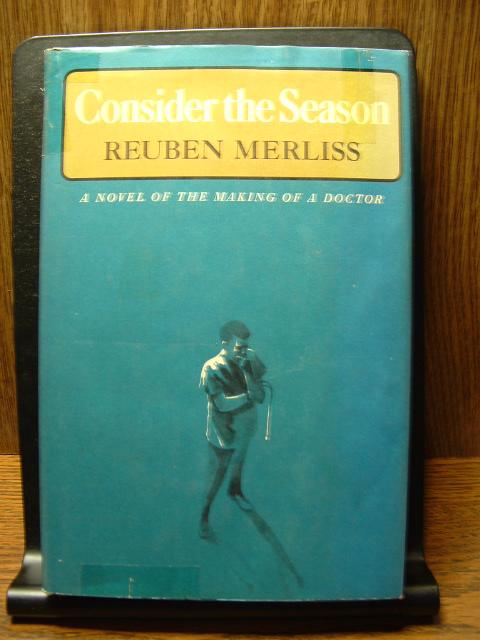 Consider the Season
REUBEN MERLISS
A NOVEL OF THE MAKING OF A DOCTOR